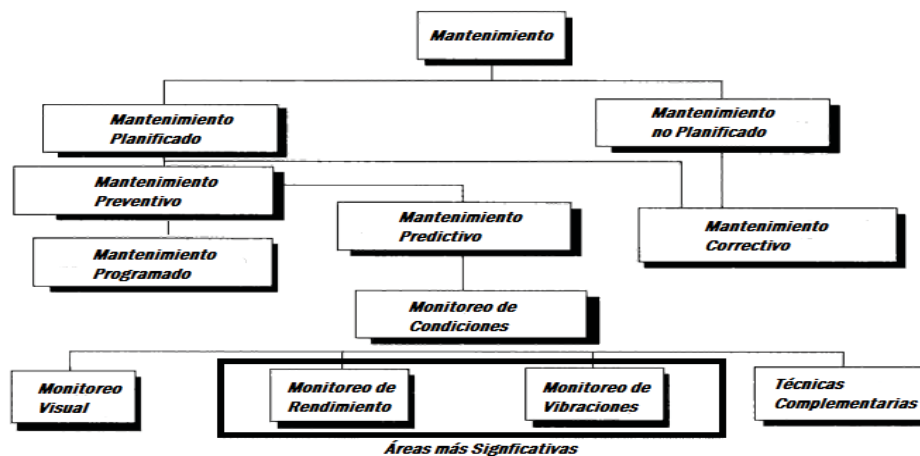 Mantenimiento
Mantenimiento
Planificado
Mantenimiento
no Planificado
Mantenimiento
Preventivo
Mantenimiento
Predictivo
Mantenimiento
Correctivo
Mantenimiento
Programado
Monitoreo de
Condiciones
Monitoreo
Visual
Monitoreo de
Rendimiento
Monitoreo de
Vibraciones
Técnicas
Complementarias
Áreas más Signficativas